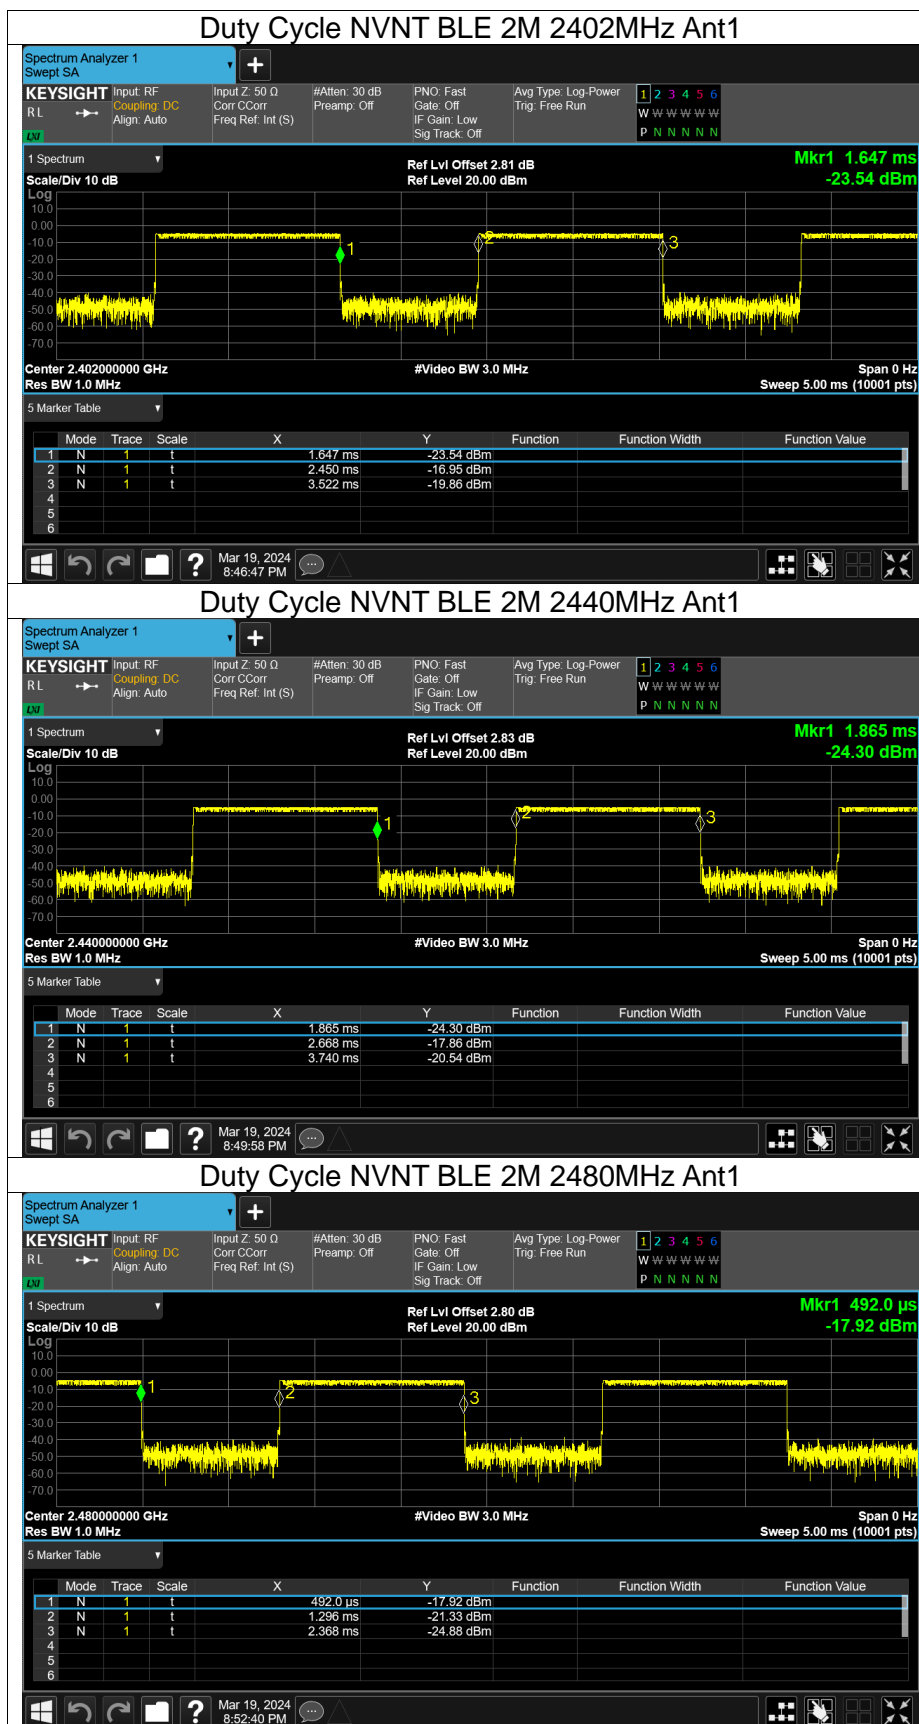 Duty Cycle NVNT BLE 2M 2402MHz Ant1
Spectrum Analyzer 1
Swept SA
+
KEYSIGHT Input: RF Input Z: 50 Ω #Atten: 30 dB PNO: Fast Avg Type: Log-Power 1 2 3 4 5 6
R L Coupling: DC Corr CCorr Preamp: Off Gate: Off Trig: Free Run W W W W W W
Align: Auto Freq Ref: Int (S) IF Gain: Low
LXI Sig Track: Off P N N N N N
1 Spectrum Ref Lvl Offset 2.81 dB Mkr1 1.647 ms
Scale/Div 10 dB Ref Level 20.00 dBm -23.54 dBm
Log
10.0
0.00
-10.0
-20.0
-30.0
-40.0
-50.0
-60.0
-70.0
1 2 3
Center 2.402000000 GHz #Video BW 3.0 MHz Span 0 Hz
Res BW 1.0 MHz Sweep 5.00 ms (10001 pts)
5 Marker Table
Mode Trace Scale X Y Function Function Width Function Value
1 N 1 t 1.647 ms -23.54 dBm
2 N 1 t 2.450 ms -16.95 dBm
3 N 1 t 3.522 ms -19.86 dBm
4
5
6
? Mar 19, 2024
8:46:47 PM
Duty Cycle NVNT BLE 2M 2440MHz Ant1
Spectrum Analyzer 1
Swept SA
+
KEYSIGHT Input: RF Input Z: 50 Ω #Atten: 30 dB PNO: Fast Avg Type: Log-Power 1 2 3 4 5 6
R L Coupling: DC Corr CCorr Preamp: Off Gate: Off Trig: Free Run W W W W W W
Align: Auto Freq Ref: Int (S) IF Gain: Low
LXI Sig Track: Off P N N N N N
1 Spectrum Ref Lvl Offset 2.83 dB Mkr1 1.865 ms
Scale/Div 10 dB Ref Level 20.00 dBm -24.30 dBm
Log
10.0
0.00
-10.0
-20.0
-30.0
-40.0
-50.0
-60.0
-70.0
1 2 3
Center 2.440000000 GHz #Video BW 3.0 MHz Span 0 Hz
Res BW 1.0 MHz Sweep 5.00 ms (10001 pts)
5 Marker Table
Mode Trace Scale X Y Function Function Width Function Value
1 N 1 t 1.865 ms -24.30 dBm
2 N 1 t 2.668 ms -17.86 dBm
3 N 1 t 3.740 ms -20.54 dBm
4
5
6
? Mar 19, 2024
8:49:58 PM
Duty Cycle NVNT BLE 2M 2480MHz Ant1
Spectrum Analyzer 1
Swept SA
+
KEYSIGHT Input: RF Input Z: 50 Ω #Atten: 30 dB PNO: Fast Avg Type: Log-Power 1 2 3 4 5 6
R L Coupling: DC Corr CCorr Preamp: Off Gate: Off Trig: Free Run W W W W W W
Align: Auto Freq Ref: Int (S) IF Gain: Low
LXI Sig Track: Off P N N N N N
1 Spectrum Ref Lvl Offset 2.80 dB Mkr1 492.0 µs
Scale/Div 10 dB Ref Level 20.00 dBm -17.92 dBm
Log
10.0
0.00
-10.0
-20.0
-30.0
-40.0
-50.0
-60.0
-70.0
1 2 3
Center 2.480000000 GHz #Video BW 3.0 MHz Span 0 Hz
Res BW 1.0 MHz Sweep 5.00 ms (10001 pts)
5 Marker Table
Mode Trace Scale X Y Function Function Width Function Value
1 N 1 t 492.0 µs -17.92 dBm
2 N 1 t 1.296 ms -21.33 dBm
3 N 1 t 2.368 ms -24.88 dBm
4
5
6
? Mar 19, 2024
8:52:40 PM